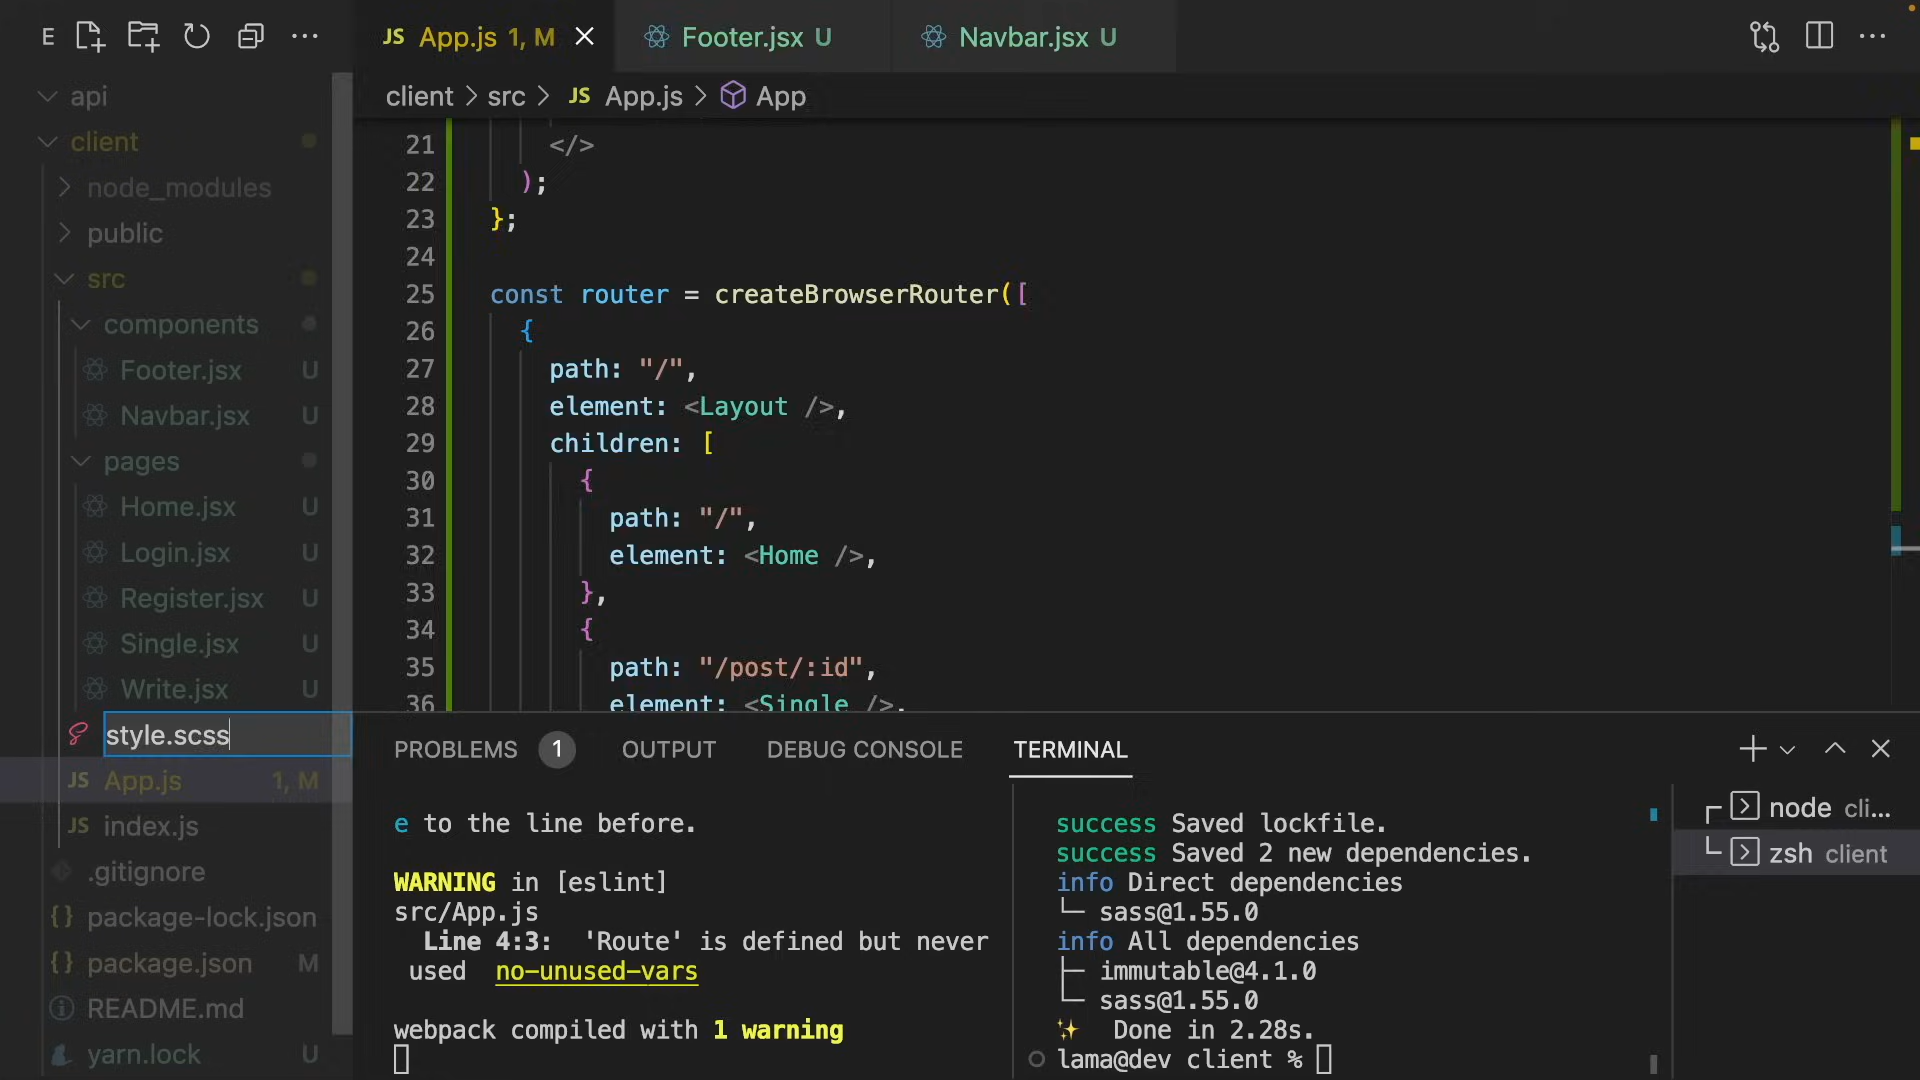 E
JS App.js 1, M
Footer.jsx U
Navbar.jsx U
client > src > JS App.js > App
api
client
node_modules
public
src
components
Footer.jsx U
Navbar.jsx U
pages
Home.jsx U
Login.jsx U
Register.jsx U
Single.jsx U
Write.jsx U
style.scss
JS App.js 1, M
JS index.js
.gitignore
{} package-lock.json
{} package.json M
README.md
yarn.lock U
21 </>
22 );
23 };
24
25 const router = createBrowserRouter([
26 {
27 path: "/",
28 element: <Layout />,
29 children: [
30 {
31 path: "/",
32 element: <Home />,
33 },
34 {
35 path: "/post/:id",
36 element: <Single />,
PROBLEMS 1 OUTPUT DEBUG CONSOLE TERMINAL
e to the line before.
WARNING in [eslint]
src/App.js
Line 4:3: 'Route' is defined but never
used no-unused-vars
webpack compiled with 1 warning
success Saved lockfile.
success Saved 2 new dependencies.
info Direct dependencies
└─ sass@1.55.0
info All dependencies
├─ immutable@4.1.0
└─ sass@1.55.0
✨ Done in 2.28s.
lama@dev client %
node cli...
zsh client